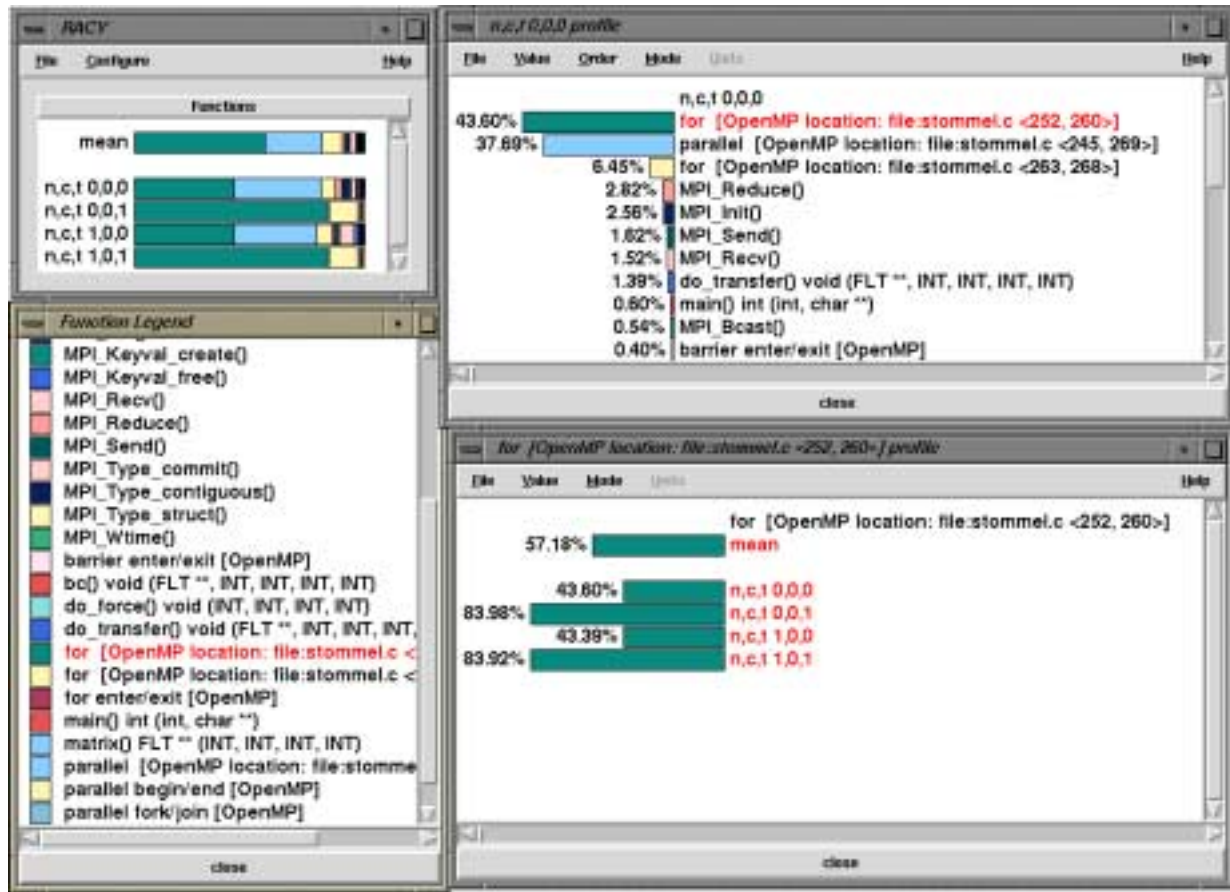 RACY
File Configure Help
Functions
mean
n,c,t 0,0,0
n,c,t 0,0,1
n,c,t 1,0,0
n,c,t 1,0,1
n,c,t 0,0,0 profile
File Value Order Mode Units Help
n,c,t 0,0,0
43.60% for [OpenMP location: file:stommel.c <252, 260>]
37.69% parallel [OpenMP location: file:stommel.c <245, 269>]
6.45% for [OpenMP location: file:stommel.c <263, 268>]
2.82% MPI_Reduce()
2.56% MPI_Init()
1.62% MPI_Send()
1.52% MPI_Recv()
1.39% do_transfer() void (FLT **, INT, INT, INT, INT)
0.60% main() int (int, char **)
0.54% MPI_Bcast()
0.40% barrier enter/exit [OpenMP]
close
Function Legend
MPI_Keyval_create()
MPI_Keyval_free()
MPI_Recv()
MPI_Reduce()
MPI_Send()
MPI_Type_commit()
MPI_Type_contiguous()
MPI_Type_struct()
MPI_Wtime()
barrier enter/exit [OpenMP]
bc() void (FLT **, INT, INT, INT, INT)
do_force() void (INT, INT, INT, INT)
do_transfer() void (FLT **, INT, INT, INT,
for [OpenMP location: file:stommel.c <
for [OpenMP location: file:stommel.c <
for enter/exit [OpenMP]
main() int (int, char **)
matrix() FLT ** (INT, INT, INT, INT)
parallel [OpenMP location: file:stomme
parallel begin/end [OpenMP]
parallel fork/join [OpenMP]
close
for [OpenMP location: file:stommel.c <252, 260>] profile
File Value Mode Units Help
for [OpenMP location: file:stommel.c <252, 260>]
57.18% mean
43.60% n,c,t 0,0,0
83.98% n,c,t 0,0,1
43.39% n,c,t 1,0,0
83.92% n,c,t 1,0,1
close